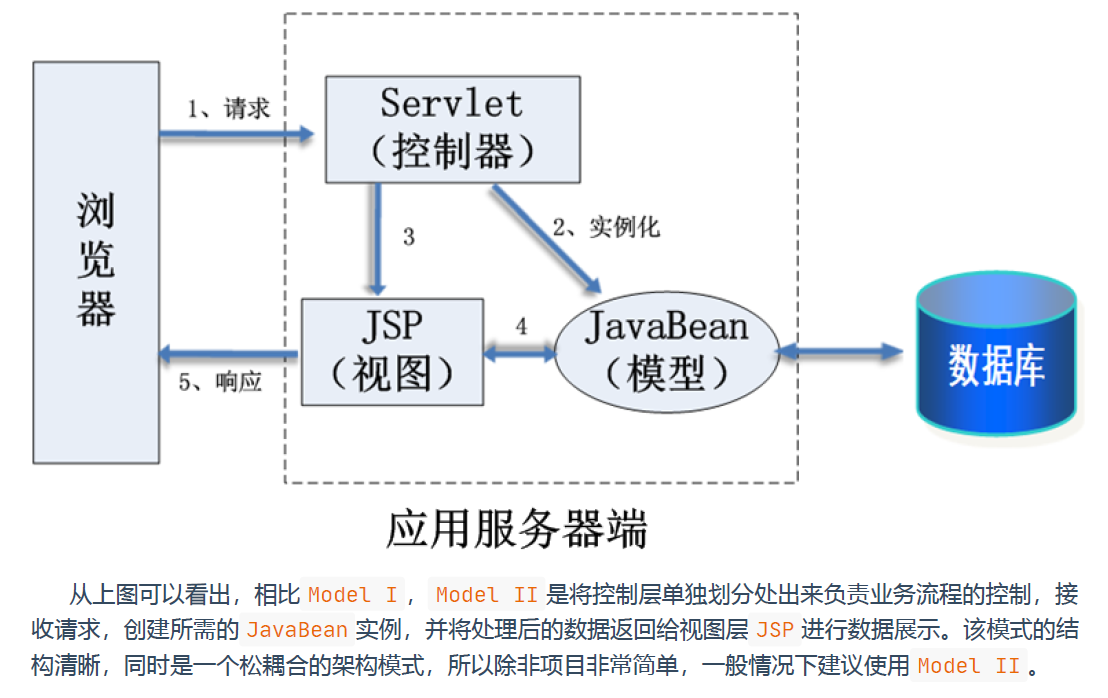 1、请求
Servlet
（控制器）
浏
览
器
3
2、实例化
JSP
（视图）
4
JavaBean
（模型）
数据库
5、响应
应用服务器端
从上图可以看出，相比 Model I ， Model II 是将控制层单独划分处出来负责业务流程的控制，接
收请求，创建所需的 JavaBean 实例，并将处理后的数据返回给视图层 JSP 进行数据展示。该模式的结
构清晰，同时是一个松耦合的架构模式，所以除非项目非常简单，一般情况下建议使用 Model II 。